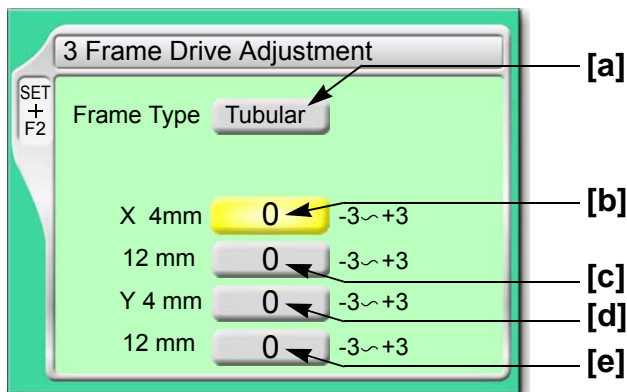 3 Frame Drive Adjustment
[a]
SET
+
F2
Frame Type Tubular
X 4mm 0 -3~+3
[b]
12 mm 0 -3~+3
[c]
Y 4 mm 0 -3~+3
[d]
12 mm 0 -3~+3
[e]